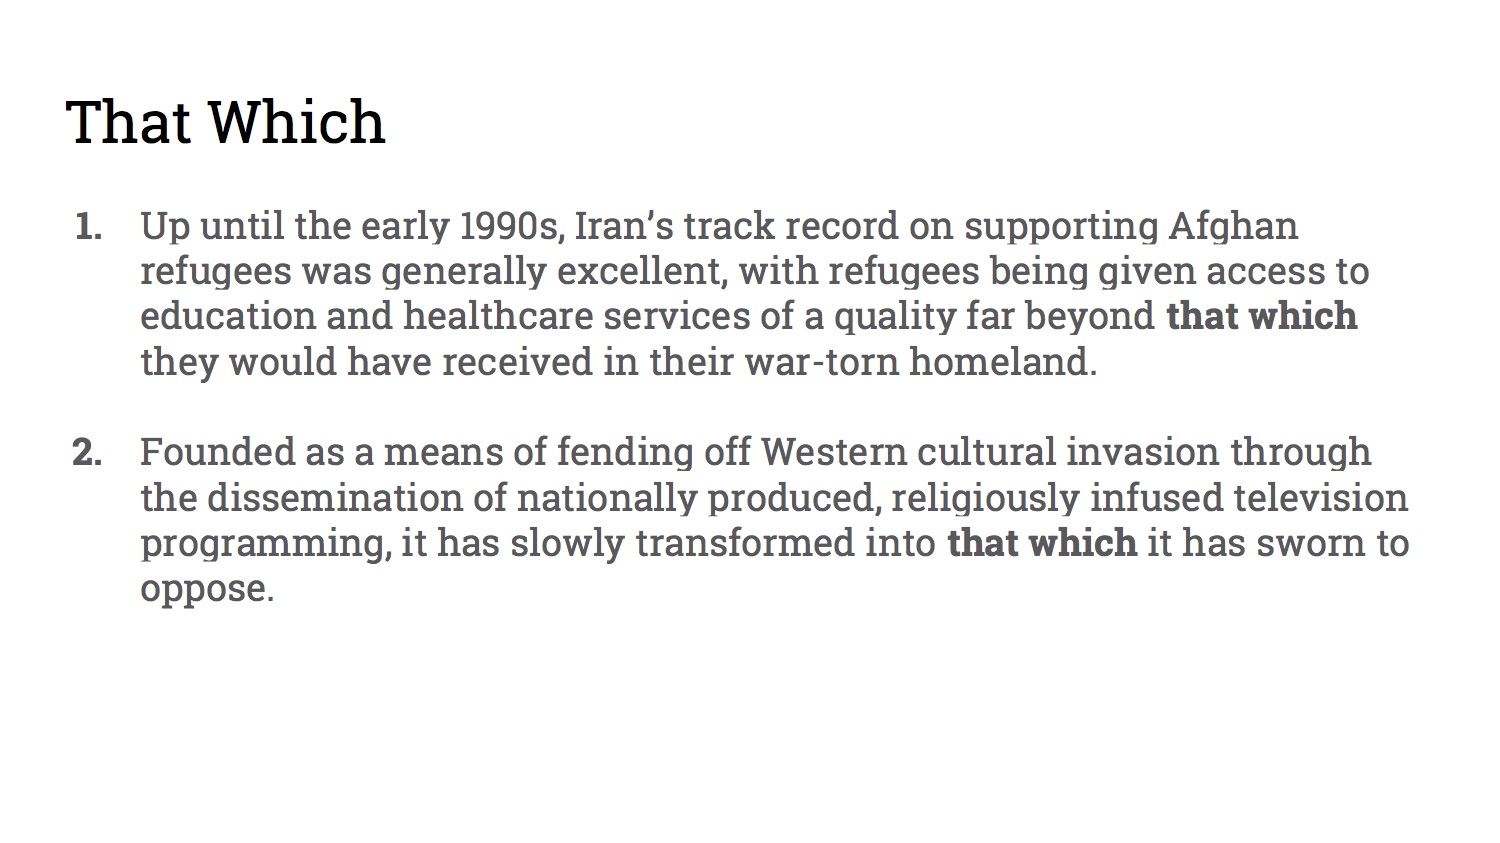 That Which
1. Up until the early 1990s, Iran’s track record on supporting Afghan
refugees was generally excellent, with refugees being given access to
education and healthcare services of a quality far beyond that which
they would have received in their war-torn homeland.
2. Founded as a means of fending off Western cultural invasion through
the dissemination of nationally produced, religiously infused television
programming, it has slowly transformed into that which it has sworn to
oppose.